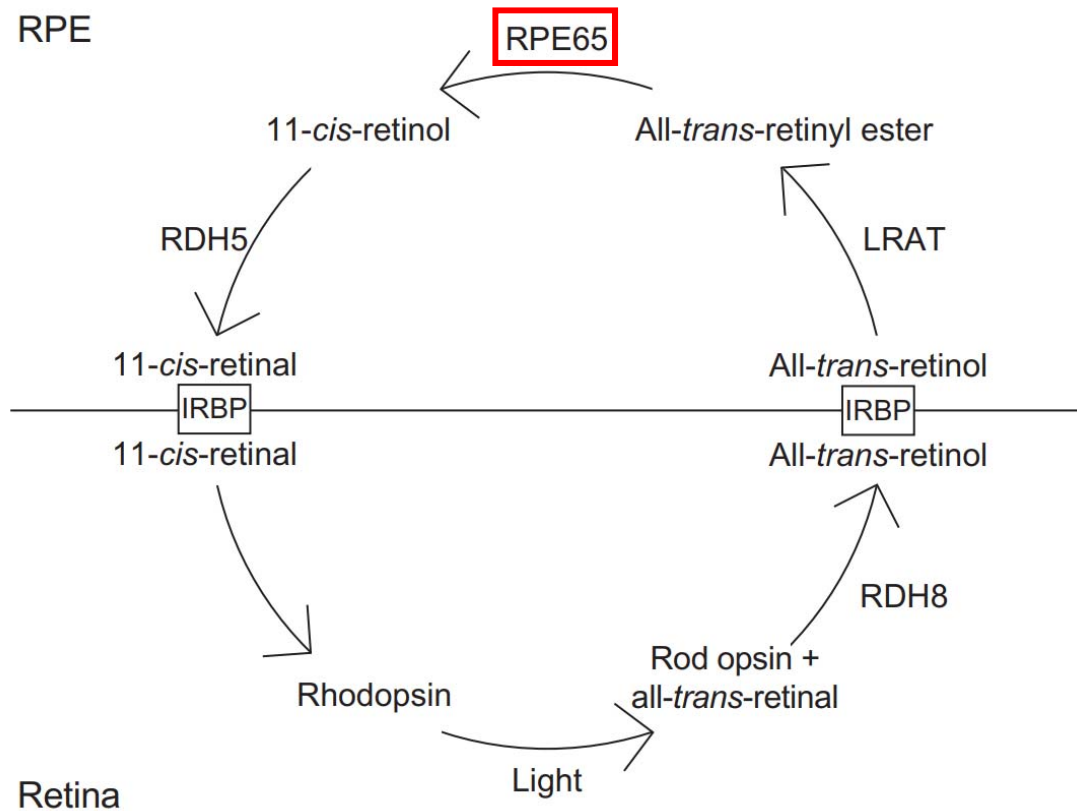 RPE
RPE65
11-cis-retinol
All-trans-retinyl ester
RDH5
LRAT
11-cis-retinal
All-trans-retinol
IRBP
IRBP
11-cis-retinal
All-trans-retinol
RDH8
Rhodopsin
Rod opsin +
all-trans-retinal
Light
Retina